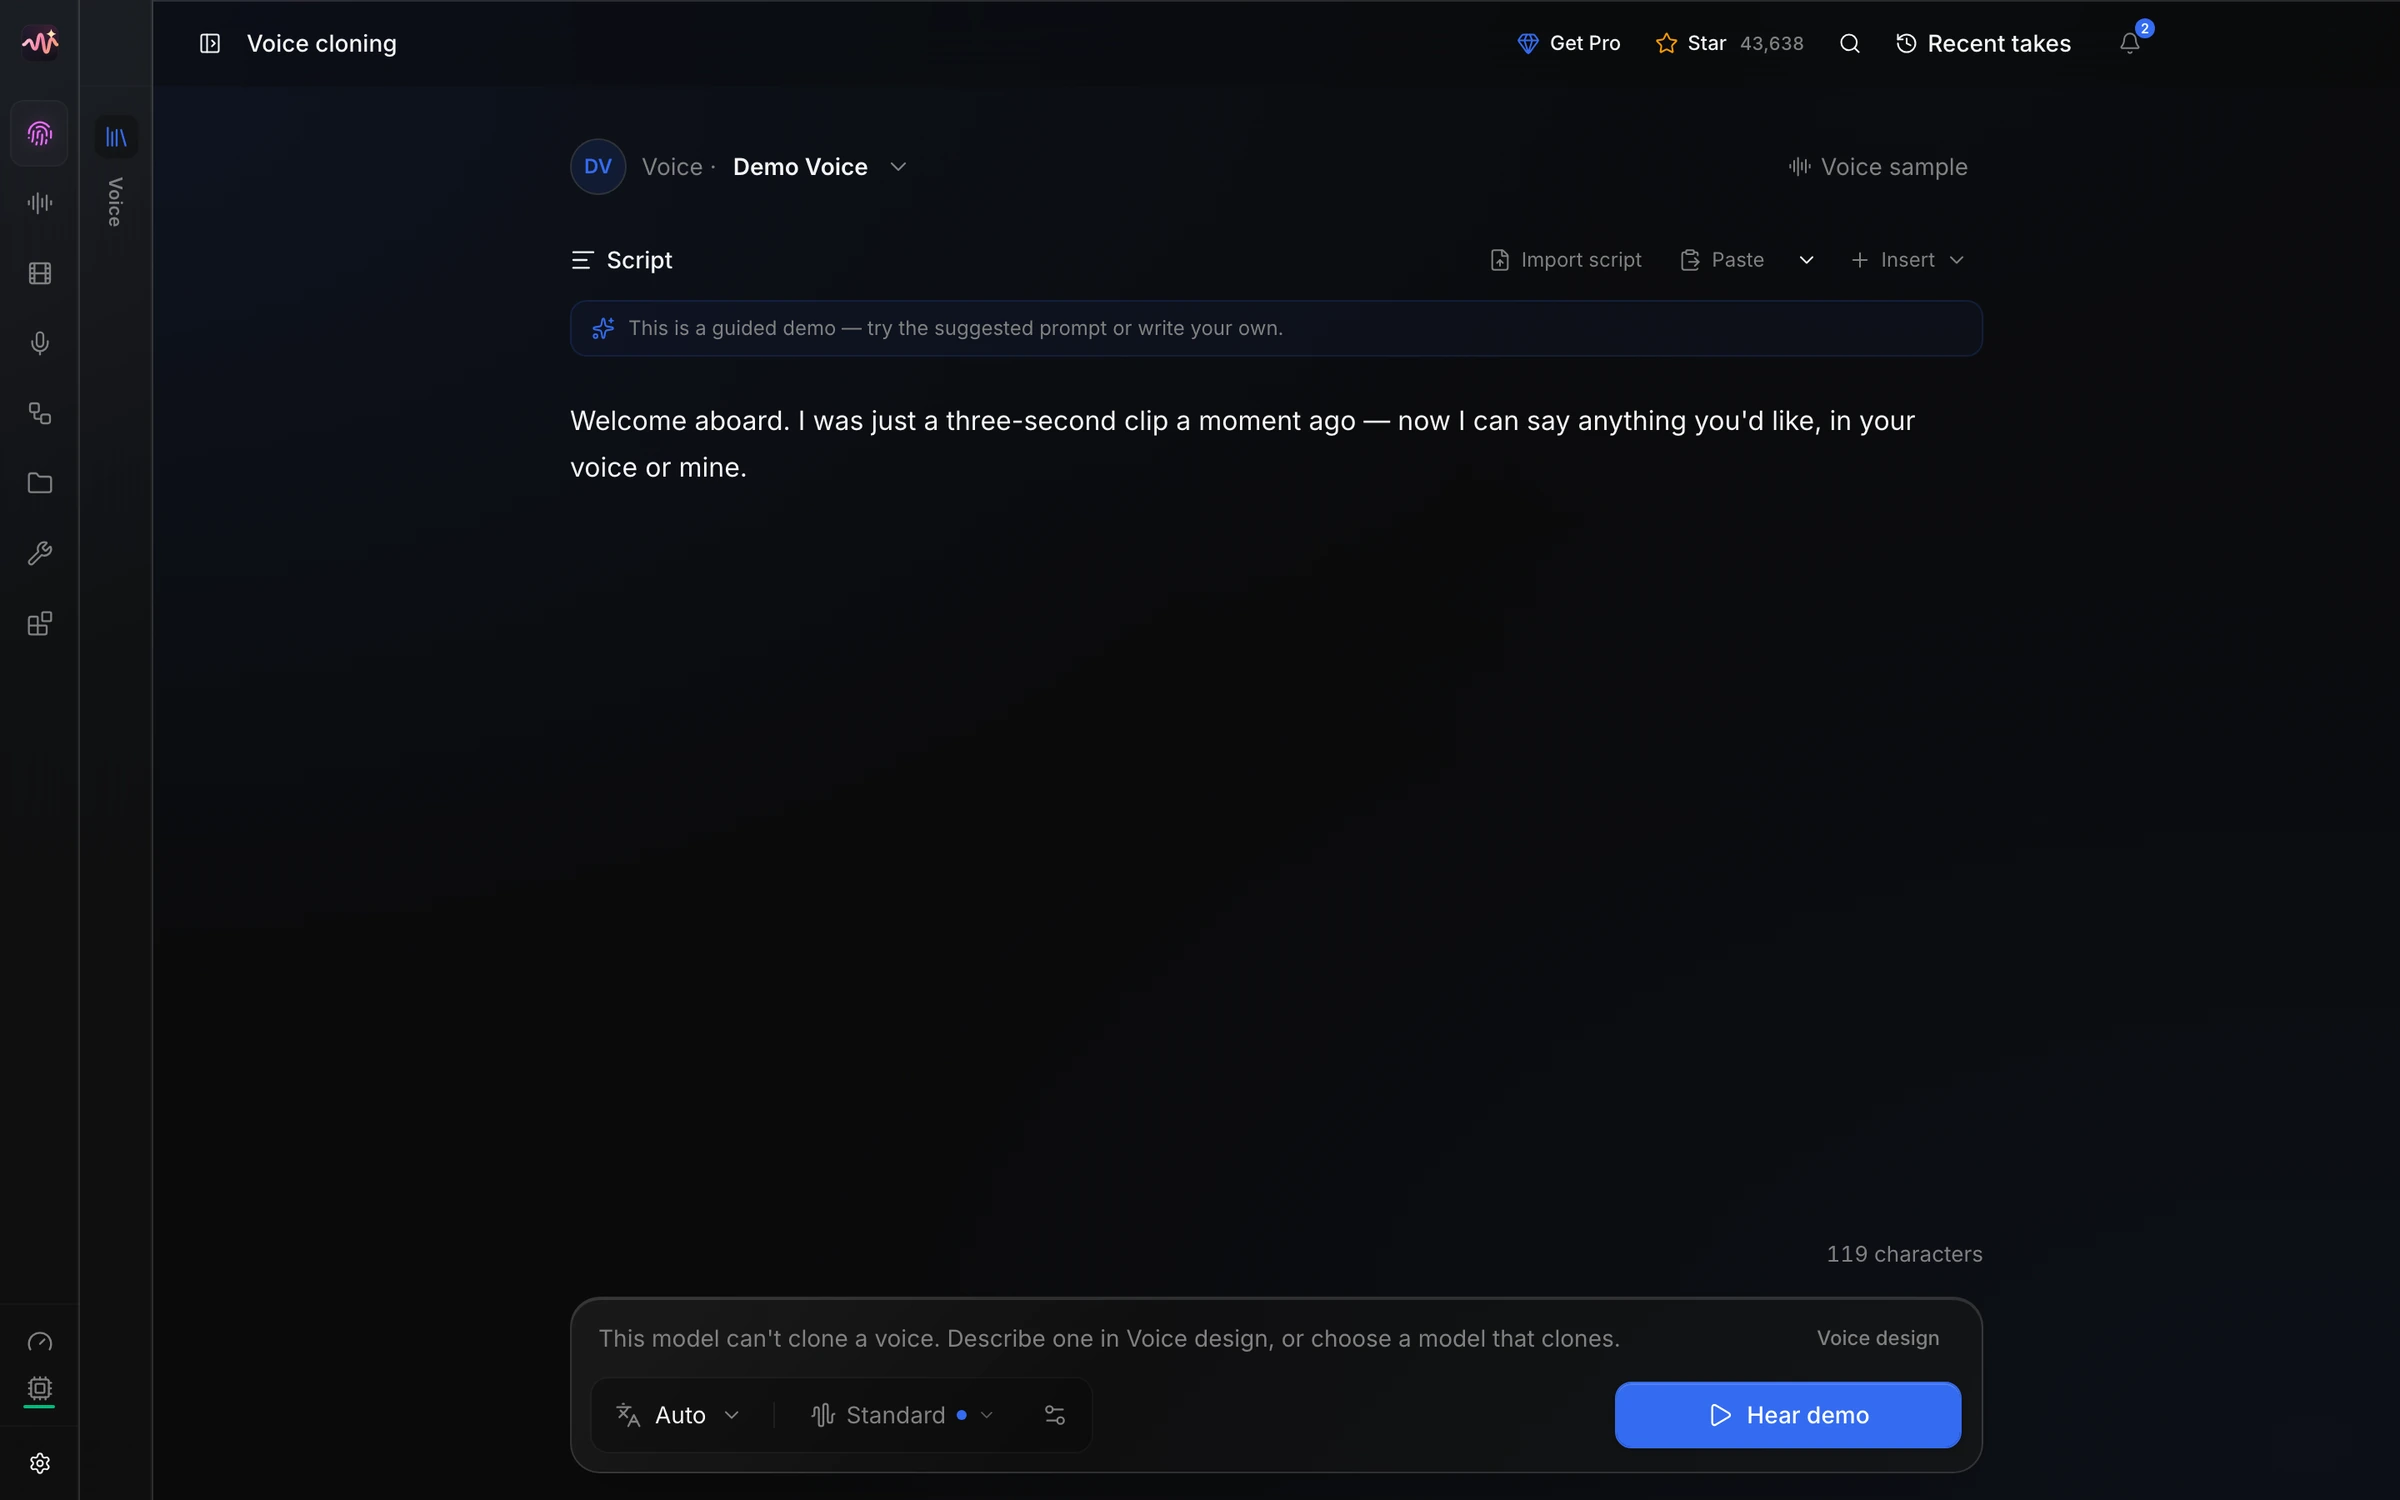 Voice cloning
Get Pro
Star 43,638
Recent takes
2
Voice
DV
Voice · Demo Voice
Voice sample
Script
Import script
Paste
Insert
This is a guided demo — try the suggested prompt or write your own.
Welcome aboard. I was just a three-second clip a moment ago — now I can say anything you'd like, in your
voice or mine.
119 characters
This model can't clone a voice. Describe one in Voice design, or choose a model that clones.
Voice design
Auto
Standard
Hear demo